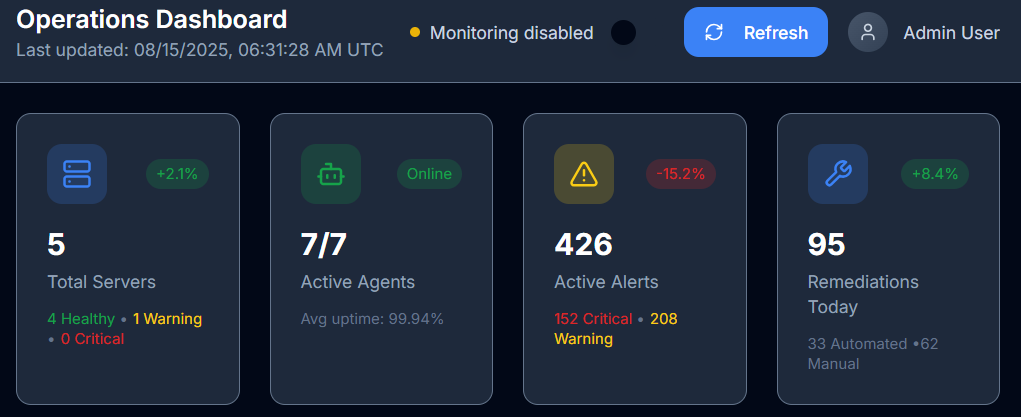 Operations Dashboard
Last updated: 08/15/2025, 06:31:28 AM UTC
Monitoring disabled
Refresh
Admin User
+2.1%
5
Total Servers
4 Healthy • 1 Warning
• 0 Critical
Online
7/7
Active Agents
Avg uptime: 99.94%
-15.2%
426
Active Alerts
152 Critical • 208
Warning
+8.4%
95
Remediations
Today
33 Automated •62
Manual